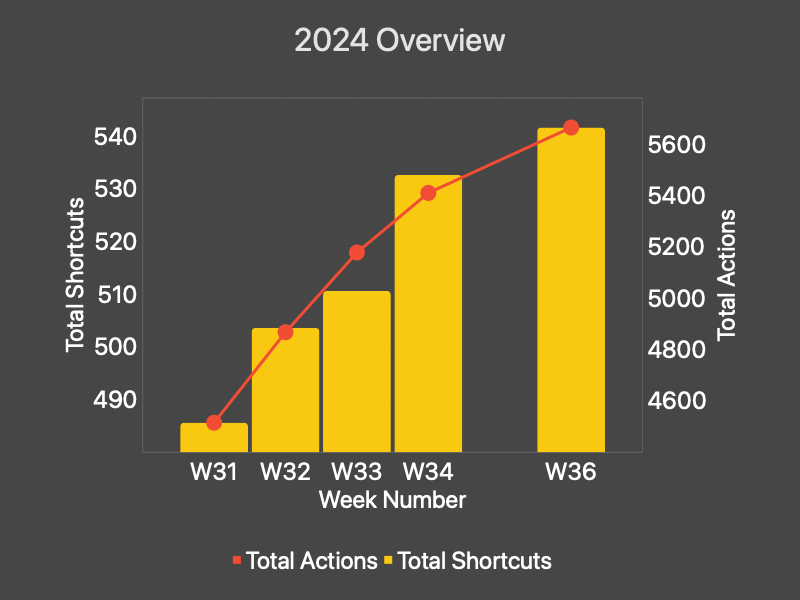 2024 Overview
540
530
520
510
500
490
Total Shortcuts
5600
5400
5200
5000
4800
4600
Total Actions
W31 W32 W33 W34 W36
Week Number
Total Actions Total Shortcuts